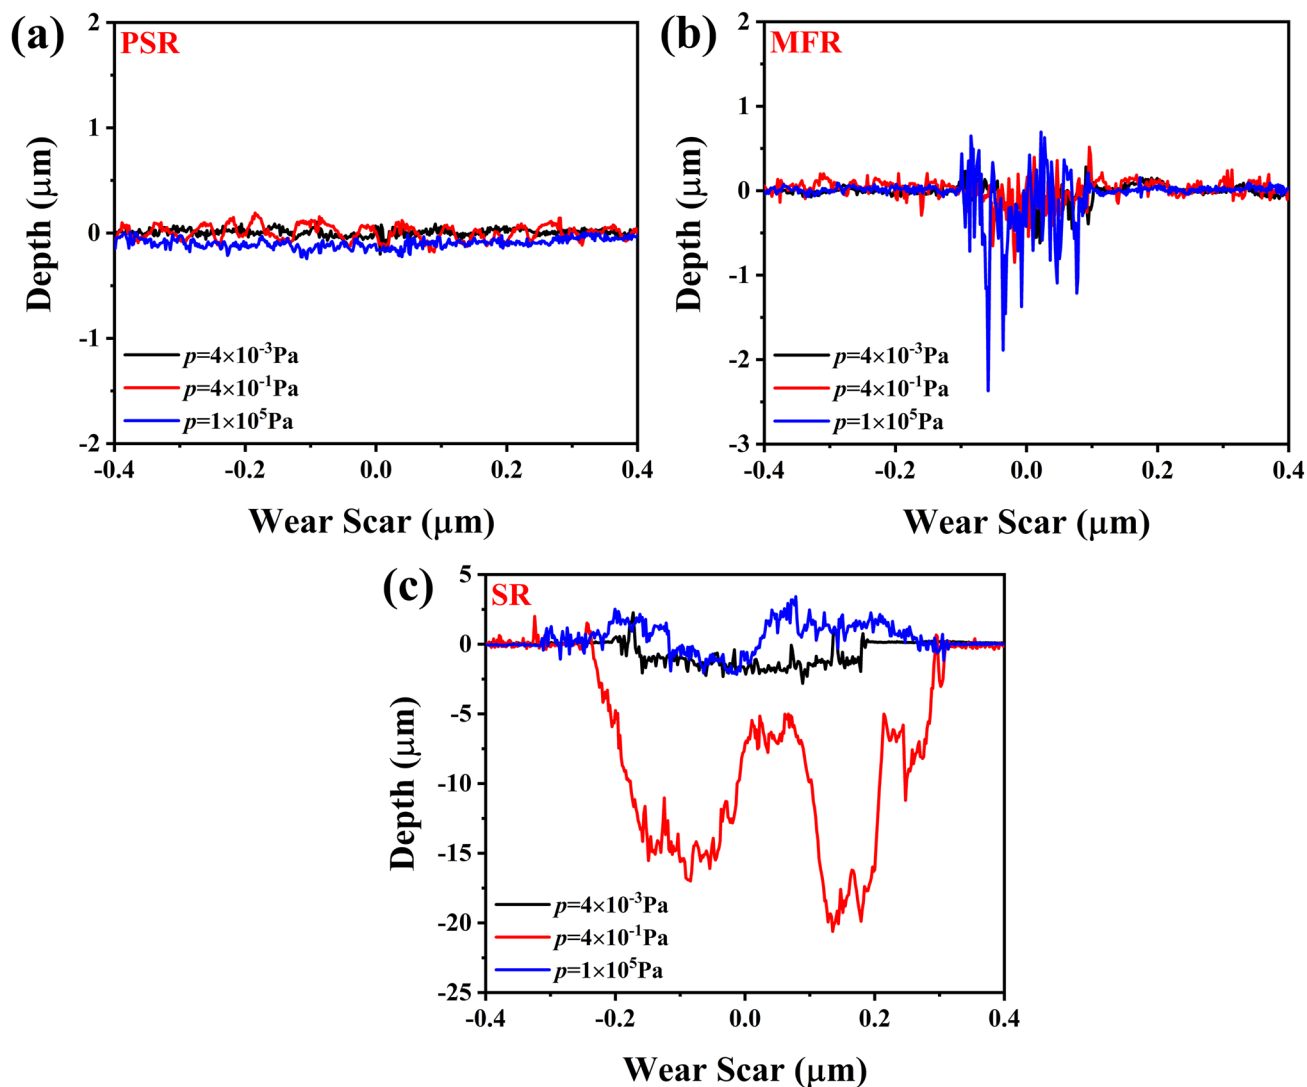 (a)
PSR
2
1
0
-1
-2
Depth (μm)
p=4×10⁻³Pa
p=4×10⁻¹Pa
p=1×10⁵Pa
-0.4 -0.2 0.0 0.2 0.4
Wear Scar (μm)
(b)
MFR
2
1
0
-1
-2
-3
Depth (μm)
p=4×10⁻³Pa
p=4×10⁻¹Pa
p=1×10⁵Pa
-0.4 -0.2 0.0 0.2 0.4
Wear Scar (μm)
(c)
SR
5
0
-5
-10
-15
-20
-25
Depth (μm)
p=4×10⁻³Pa
p=4×10⁻¹Pa
p=1×10⁵Pa
-0.4 -0.2 0.0 0.2 0.4
Wear Scar (μm)